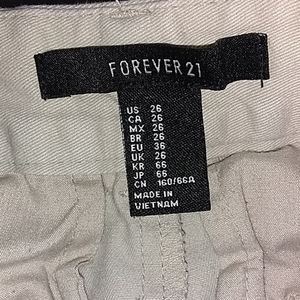 FOREVER 21
US 26
CA 26
MX 26
BR 26
EU 36
UK 26
KR 66
JP 66
CN 160/66A
MADE IN
VIETNAM